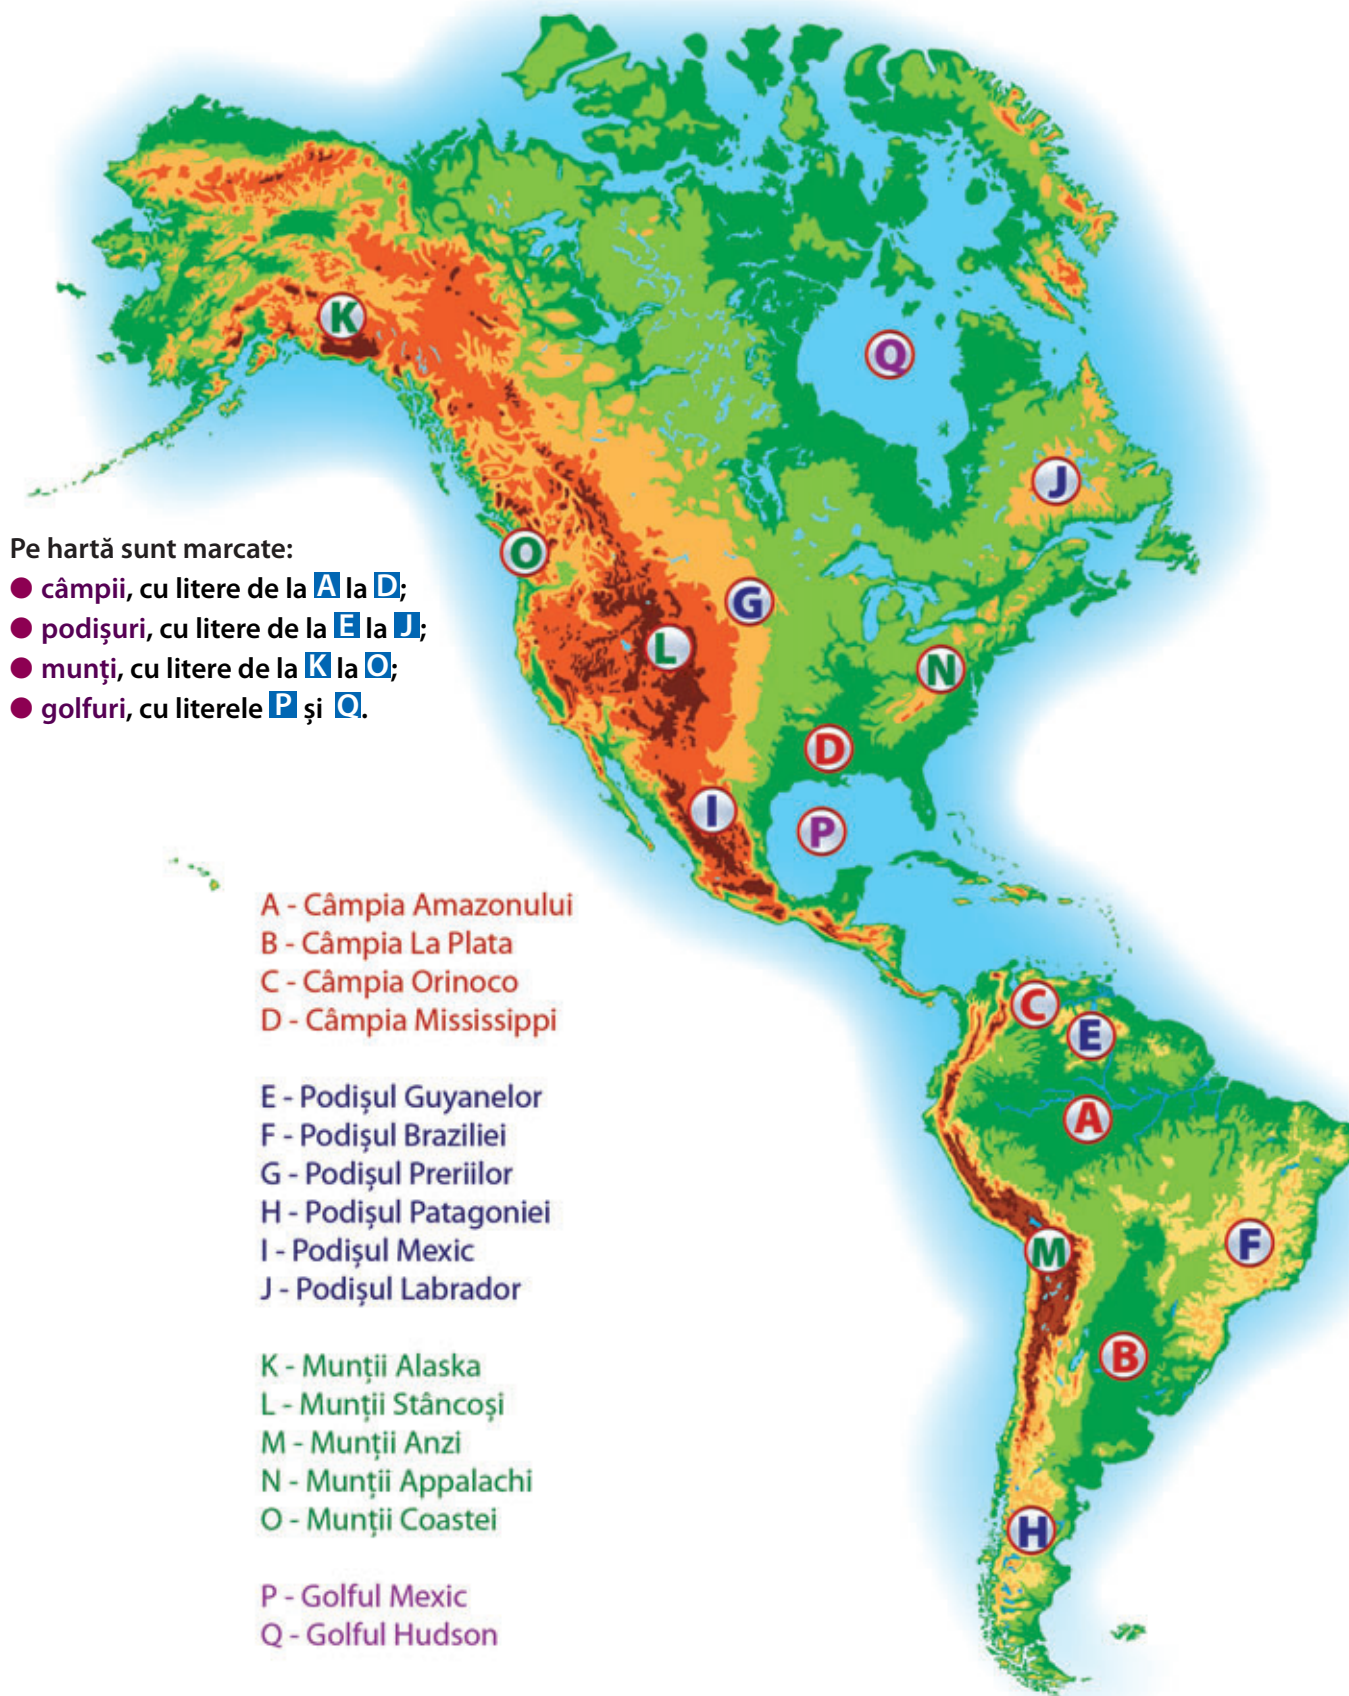 K
Q
J
O
Pe hartă sunt marcate:
● câmpii, cu litere de la A la D;
● podișuri, cu litere de la E la J;
● munți, cu litere de la K la O;
● golfuri, cu literele P și Q.
G
L
N
D
I
P
A - Câmpia Amazonului
B - Câmpia La Plata
C - Câmpia Orinoco
D - Câmpia Mississippi
C
E
A
E - Podișul Guyanelor
F - Podișul Braziliei
G - Podișul Preriilor
H - Podișul Patagoniei
I - Podișul Mexic
J - Podișul Labrador
F
M
B
K - Munții Alaska
L - Munții Stâncoși
M - Munții Anzi
N - Munții Appalachi
O - Munții Coastei
H
P - Golful Mexic
Q - Golful Hudson